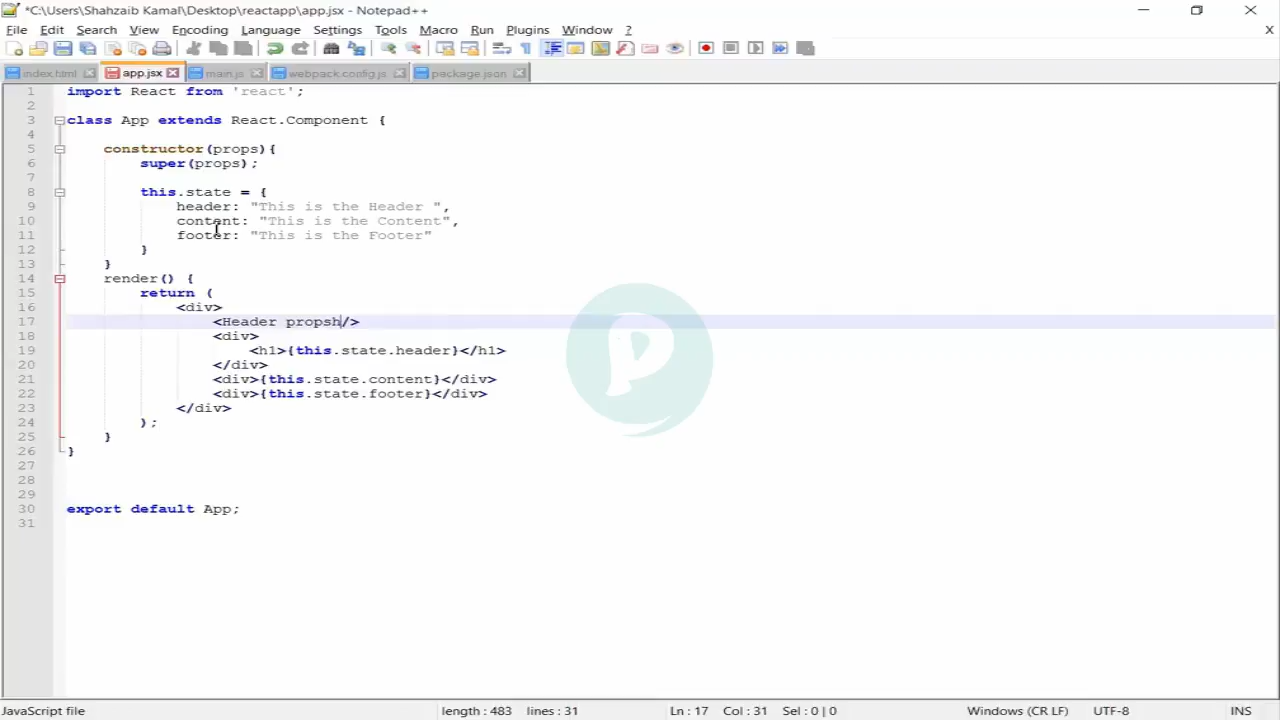 *C:\Users\Shahzaib Kamal\Desktop\reactapp\app.jsx - Notepad++
File Edit Search View Encoding Language Settings Tools Macro Run Plugins Window ? X
index.html app.jsx main.js webpack.config.js package.json
1 import React from 'react';
2
3 class App extends React.Component {
4
5 constructor(props){
6 super(props);
7
8 this.state = {
9 header: "This is the Header ",
10 content: "This is the Content",
11 footer: "This is the Footer"
12 }
13 }
14 render() {
15 return (
16 <div>
17 <Header propsh/>
18 <div>
19 <h1>{this.state.header}</h1>
20 </div>
21 <div>{this.state.content}</div>
22 <div>{this.state.footer}</div>
23 </div>
24 );
25 }
26 }
27
28
29
30 export default App;
31
P
JavaScript file length : 483 lines : 31 Ln : 17 Col : 31 Sel : 0 | 0 Windows (CR LF) UTF-8 INS